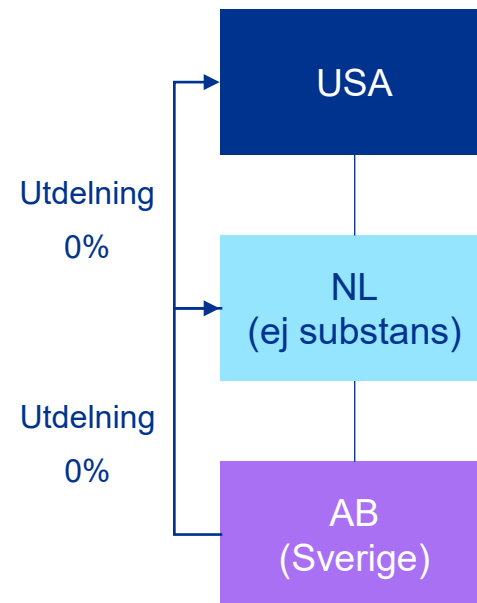 USA
Utdelning
0%
NL
(ej substans)
Utdelning
0%
AB
(Sverige)